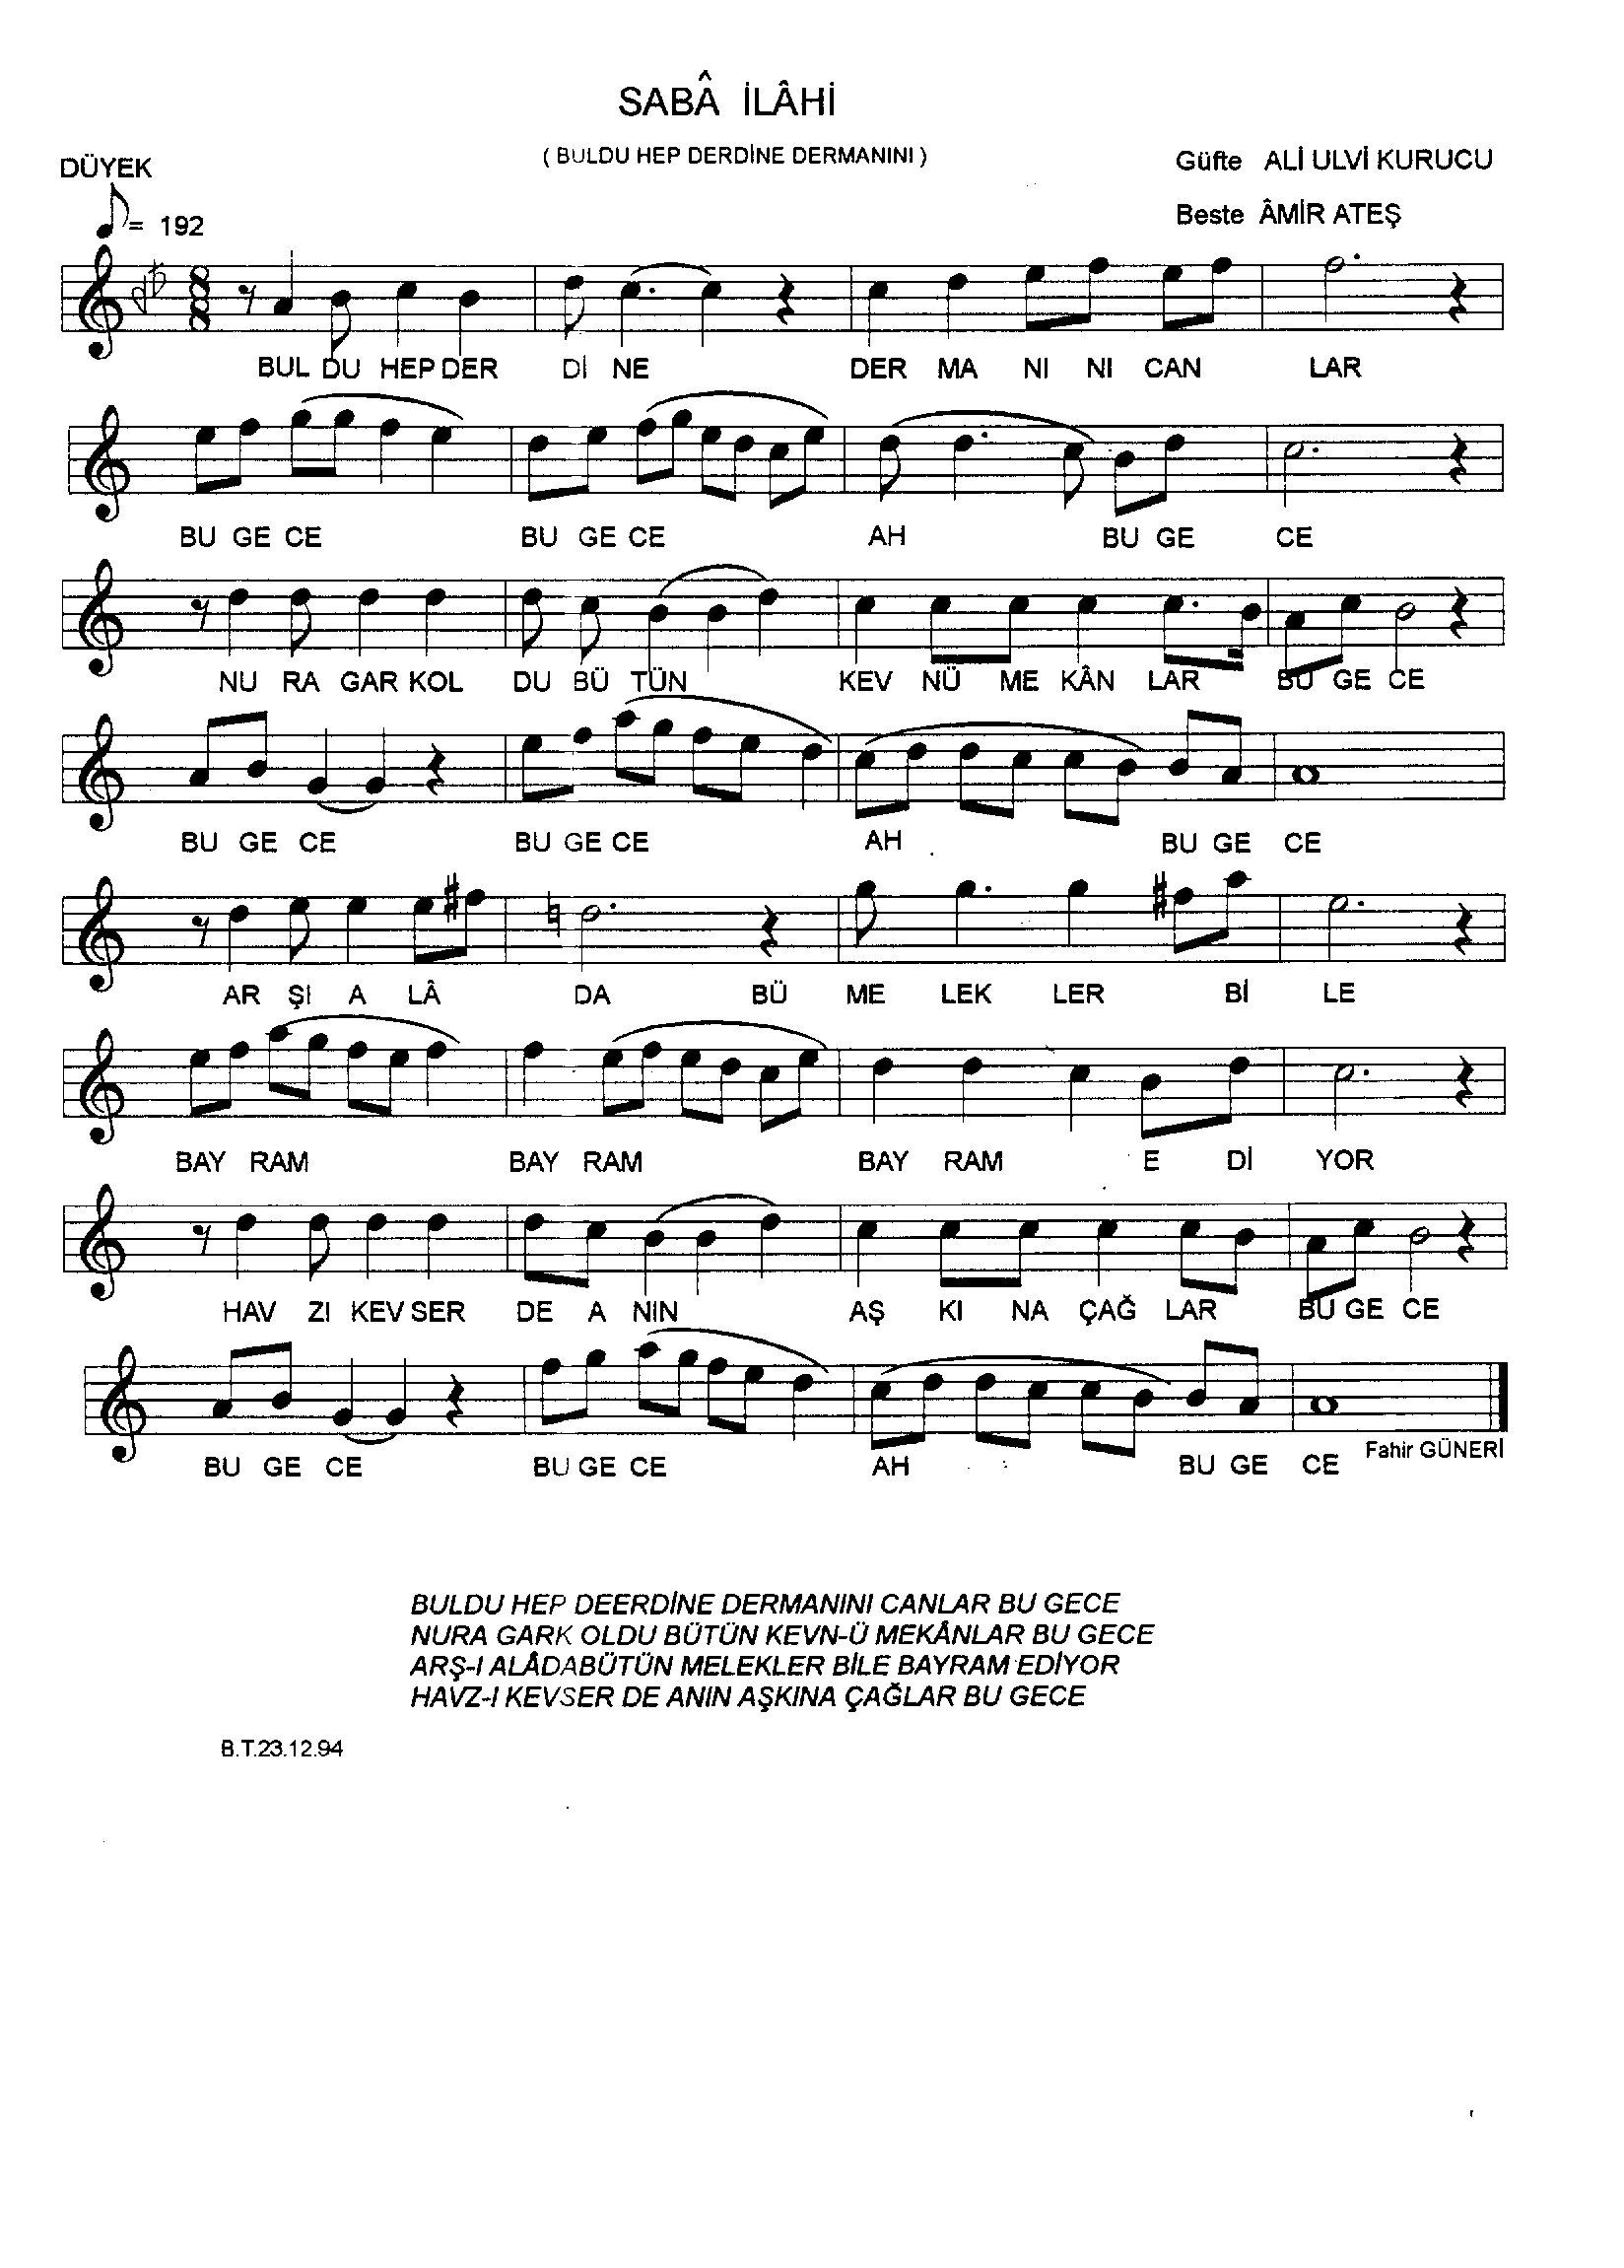 SABÂ İLÂHİ
( BULDU HEP DERDİNE DERMANINI )
DÜYEK
Güfte ALİ ULVİ KURUCU
= 192
Beste ÂMİR ATEŞ
8
8
BUL DU HEP DER Dİ NE DER MA NI NI CAN LAR
BU GE CE BU GE CE AH BU GE CE
NU RA GAR KOL DU BÜ TÜN KEV NÜ ME KÂN LAR BU GE CE
BU GE CE BU GE CE AH BU GE CE
AR ŞI A LÂ DA BÜ ME LEK LER Bİ LE
BAY RAM BAY RAM BAY RAM E Dİ YOR
HAV ZI KEV SER DE A NIN AŞ KI NA ÇAĞ LAR BU GE CE
BU GE CE BU GE CE AH BU GE CE
Fahir GÜNERİ
BULDU HEP DEERDİNE DERMANINI CANLAR BU GECE
NURA GARK OLDU BÜTÜN KEVN-Ü MEKÂNLAR BU GECE
ARŞ-I ALÂDABÜTÜN MELEKLER BİLE BAYRAM EDİYOR
HAVZ-I KEVSER DE ANIN AŞKINA ÇAĞLAR BU GECE
B.T.23.12.94